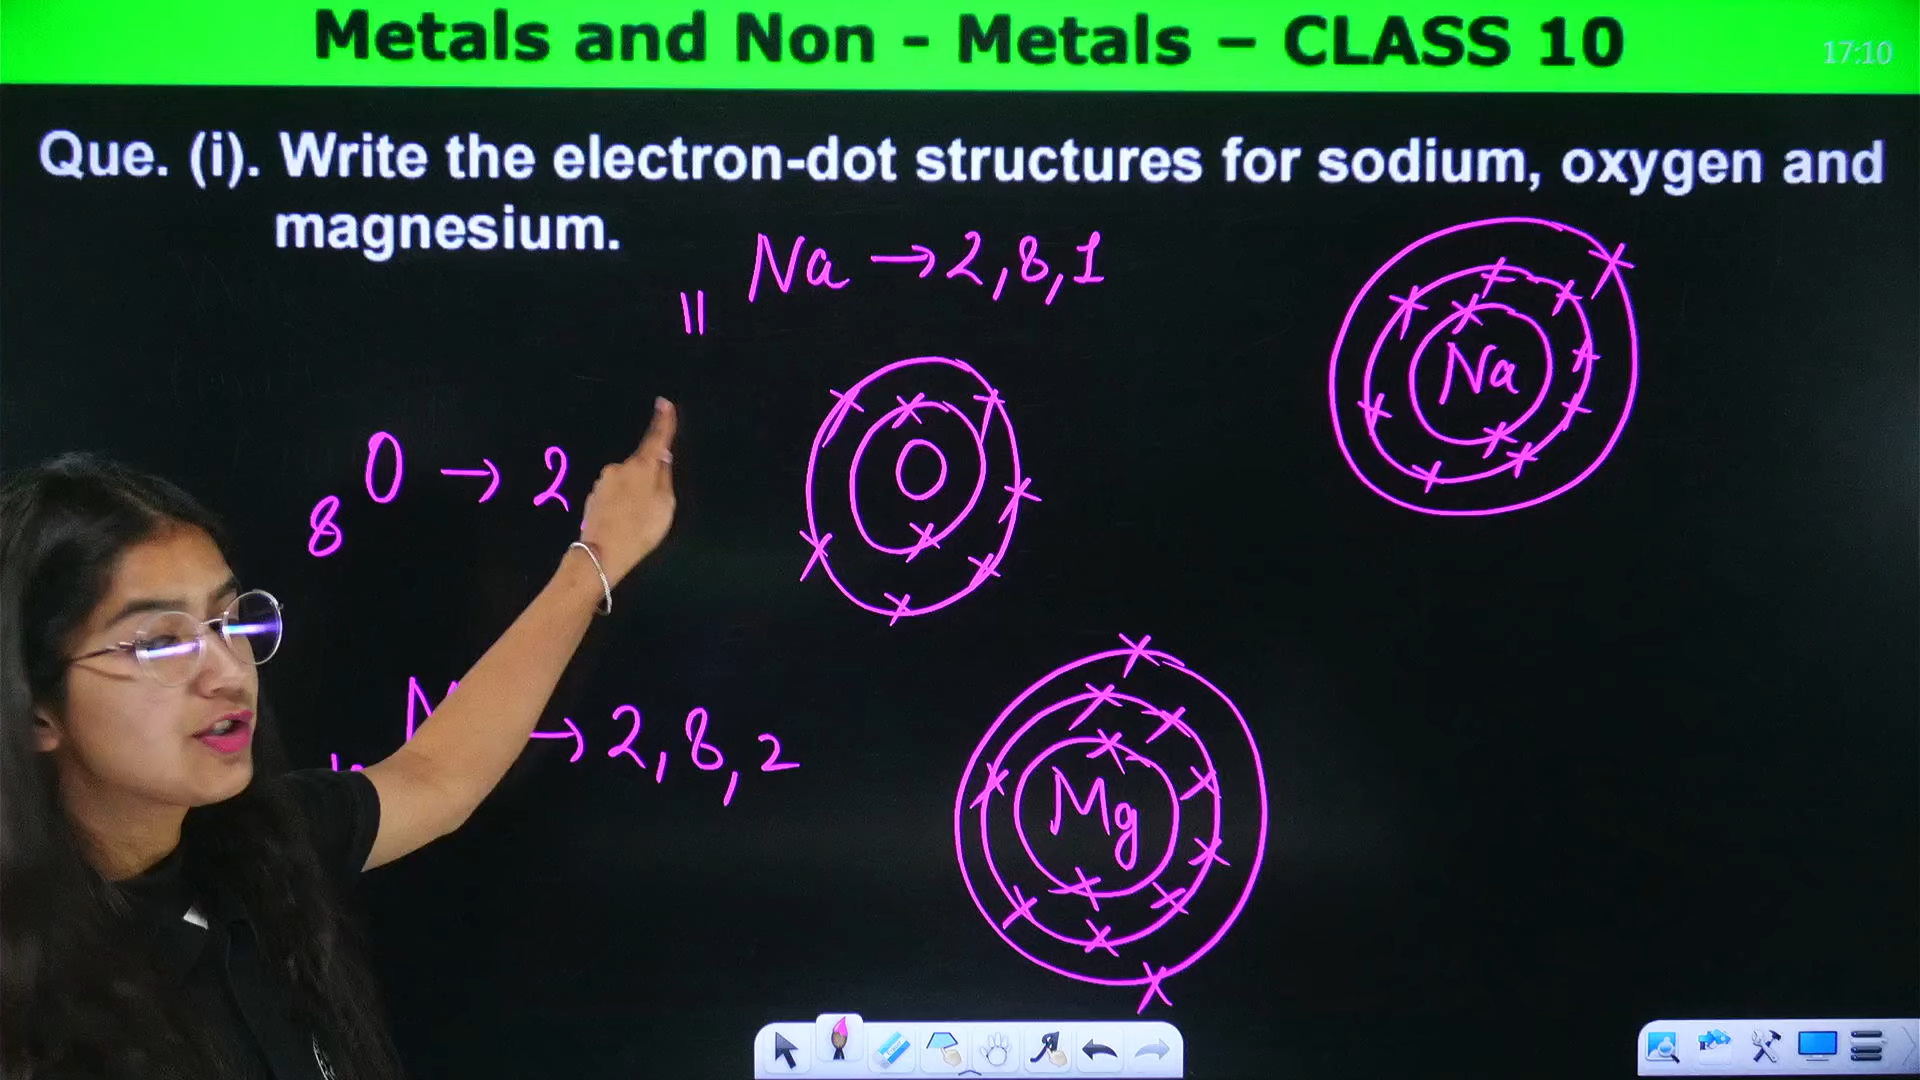 Metals and Non - Metals – CLASS 10
17:10
Que. (i). Write the electron-dot structures for sodium, oxygen and
magnesium.
11 Na → 2,8,1
Na
8 O → 2,
O
→ 2,8,2
Mg